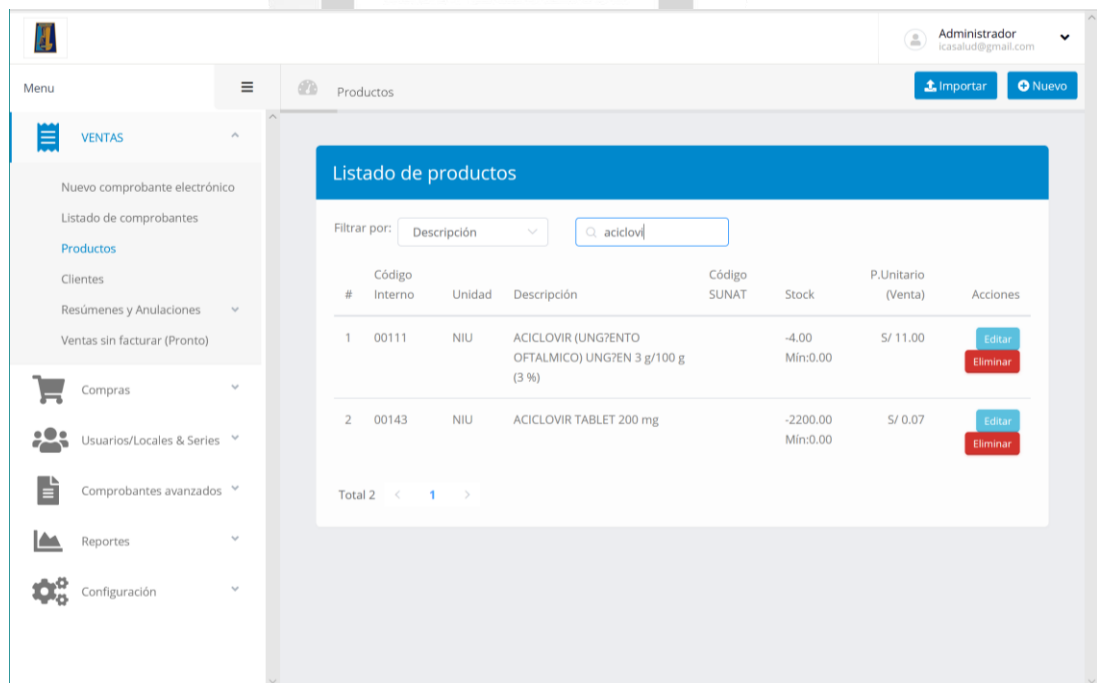 Administrador
icasalud@gmail.com
Menu
Productos
Importar
Nuevo
VENTAS
Nuevo comprobante electrónico
Listado de comprobantes
Productos
Clientes
Resúmenes y Anulaciones
Ventas sin facturar (Pronto)
Compras
Usuarios/Locales & Series
Comprobantes avanzados
Reportes
Configuración
Listado de productos
Filtrar por: Descripción aciclovi
# Código Interno Unidad Descripción Código SUNAT Stock P.Unitario (Venta) Acciones
1 00111 NIU ACICLOVIR (UNG?ENTO -4.00 S/ 11.00 Editar
OFTALMICO) UNG?EN 3 g/100 g Mín:0.00 Eliminar
(3 %)
2 00143 NIU ACICLOVIR TABLET 200 mg -2200.00 S/ 0.07 Editar
Mín:0.00 Eliminar
Total 2 < 1 >